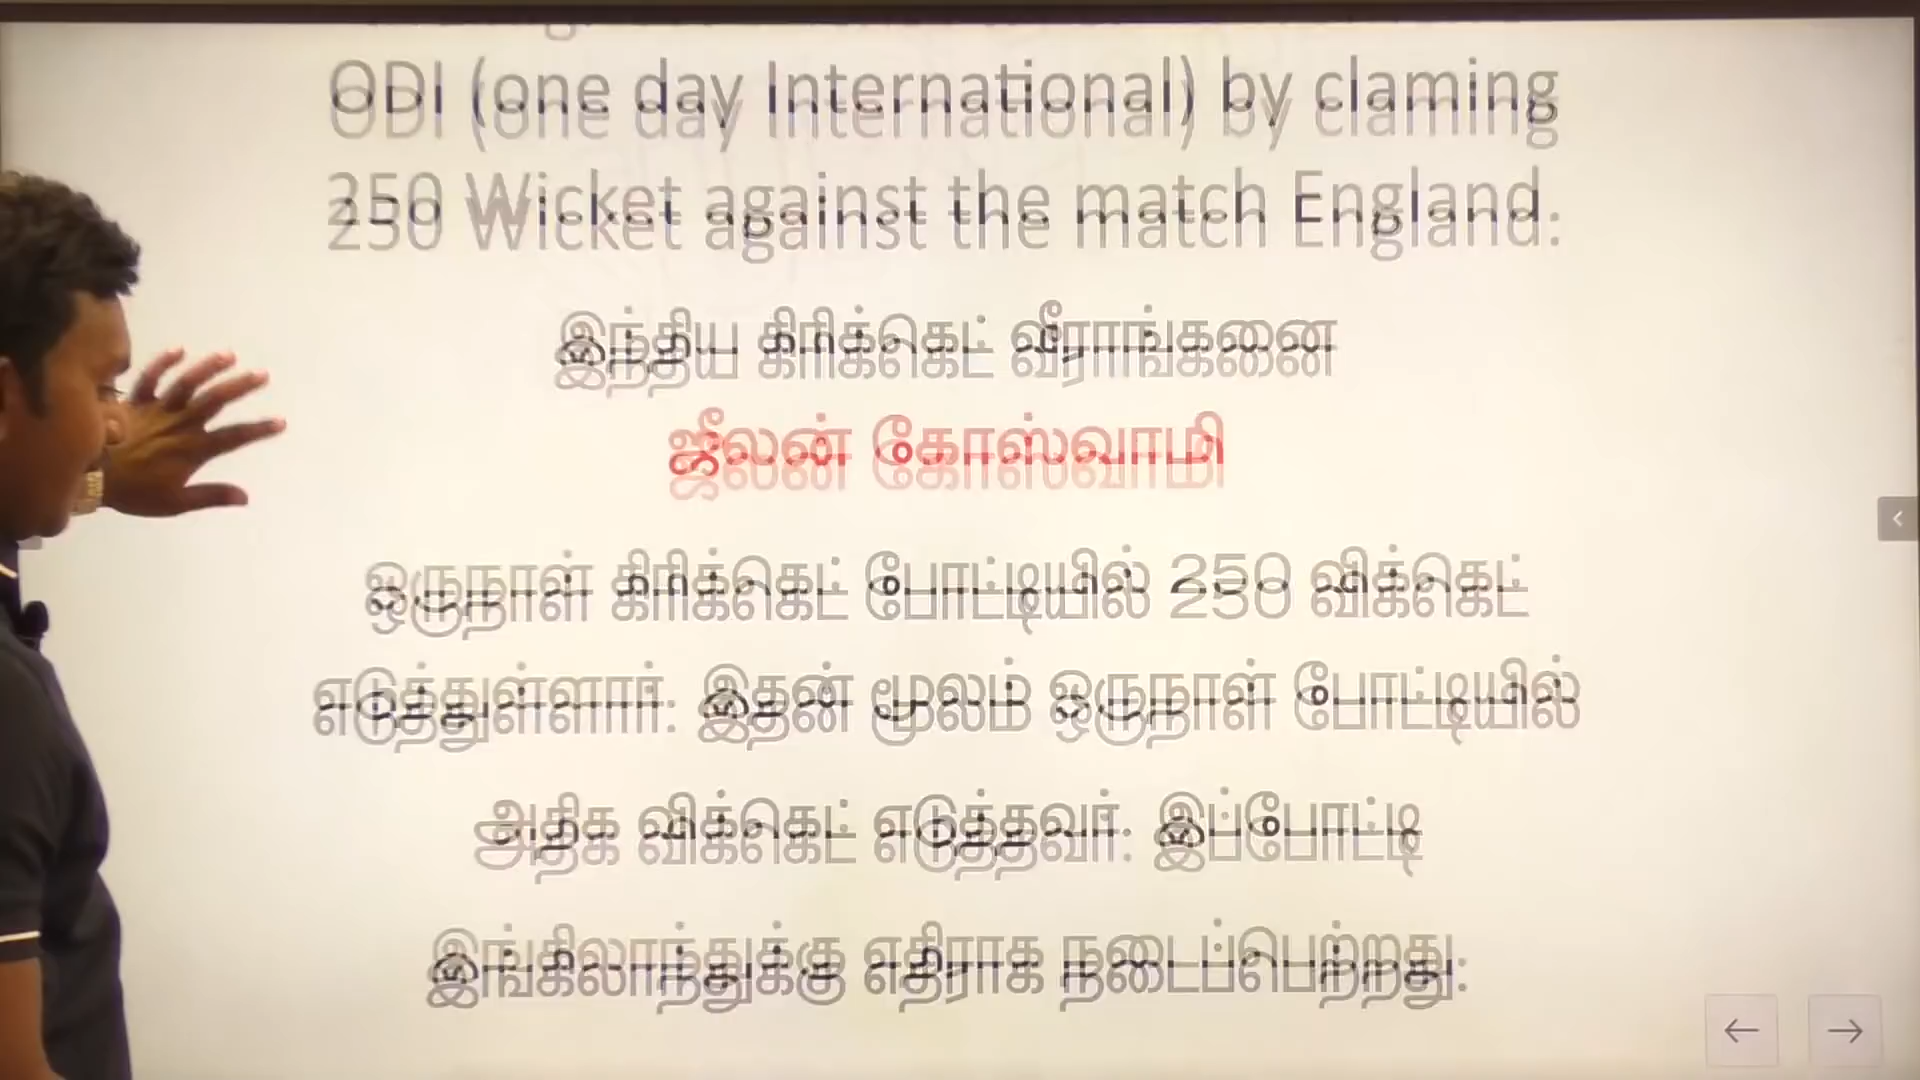 ODI (one day International) by claming
250 Wicket against the match England.
இந்திய கிரிக்கெட் வீராங்கனை
ஜீலன் கோஸ்வாமி
ஒருநாள் கிரிக்கெட் போட்டியில் 250 விக்கெட்
எடுத்துள்ளார். இதன் மூலம் ஒருநாள் போட்டியில்
அதிக விக்கெட் எடுத்தவர். இப்போட்டி
இங்கிலாந்துக்கு எதிராக நடைப்பெற்றது.